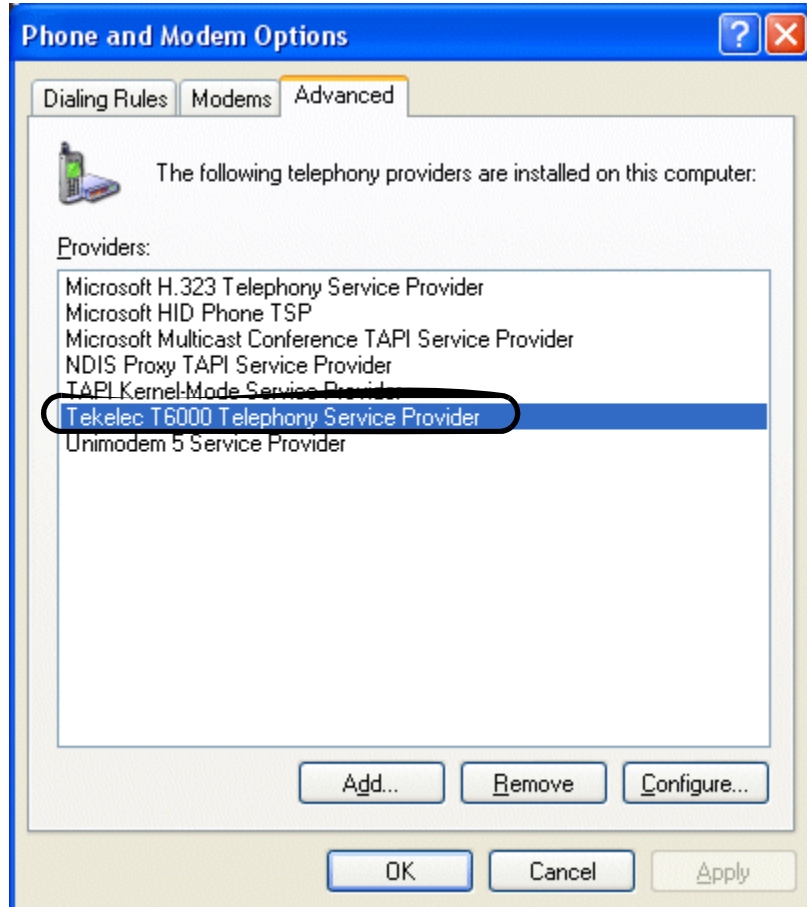 Phone and Modem Options
Dialing Rules Modems Advanced
The following telephony providers are installed on this computer:
Providers:
Microsoft H.323 Telephony Service Provider
Microsoft HID Phone TSP
Microsoft Multicast Conference TAPI Service Provider
NDIS Proxy TAPI Service Provider
TAPI Kernel-Mode Service Provider
Tekelec T6000 Telephony Service Provider
Unimodem 5 Service Provider
Add... Remove Configure...
OK Cancel Apply